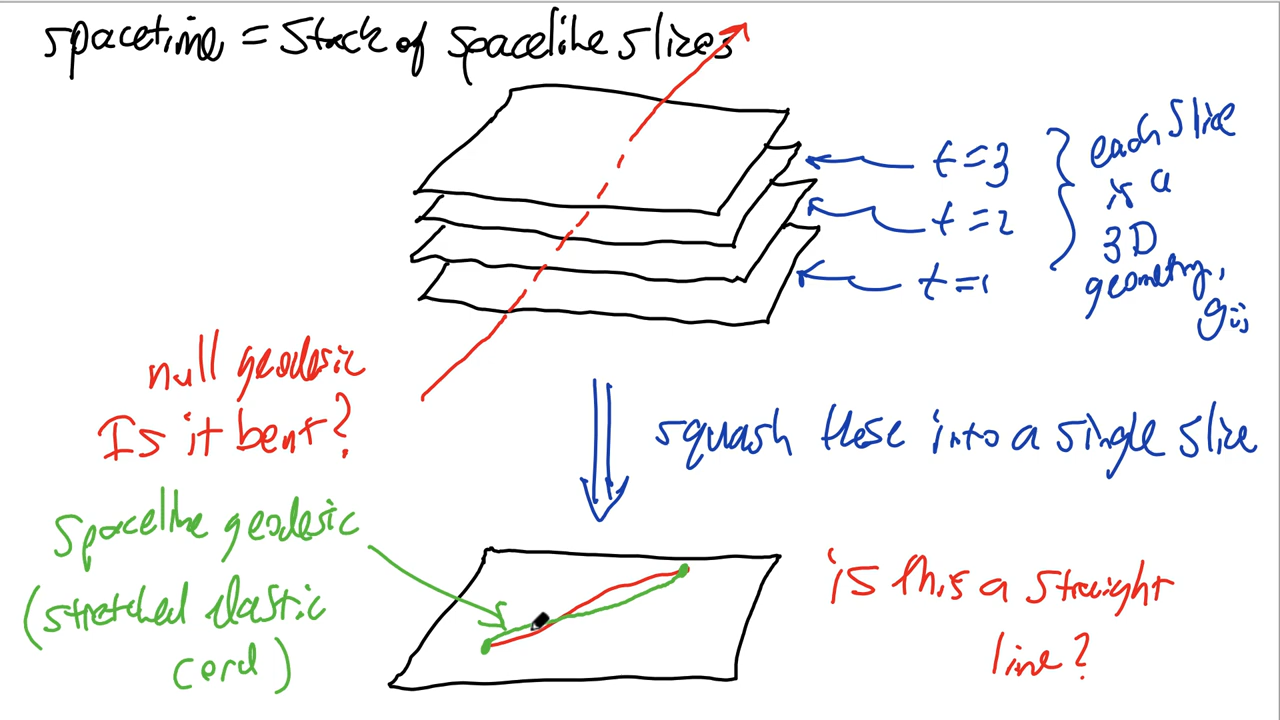 spacetime = Stack of spacelike slices
t=3
t=2
t=1
each slice
is a
3D
geometry,
gij
null geodesic
Is it bent?
squash these into a single slice
spacelike geodesic
(stretched elastic
cord)
is this a straight
line?